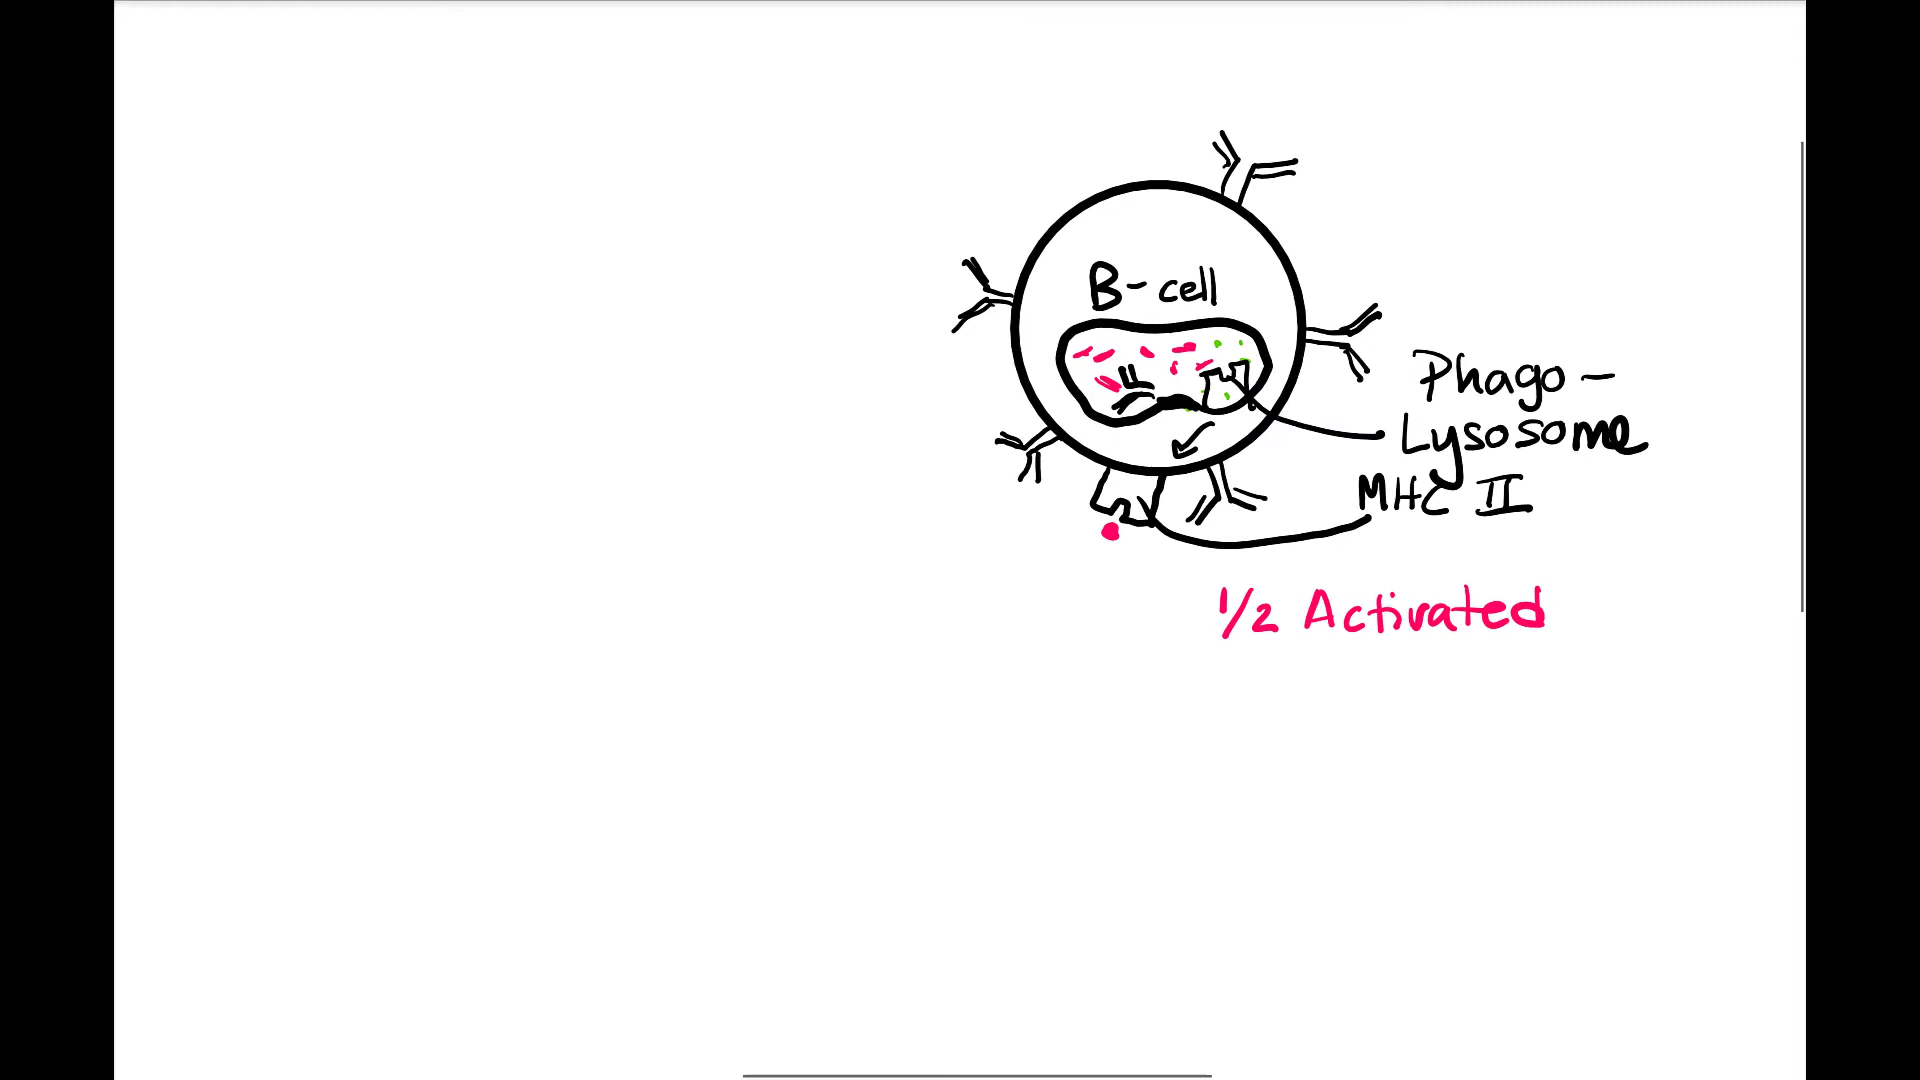 B-cell
Phago-
Lysosome
MHC II
1/2 Activated